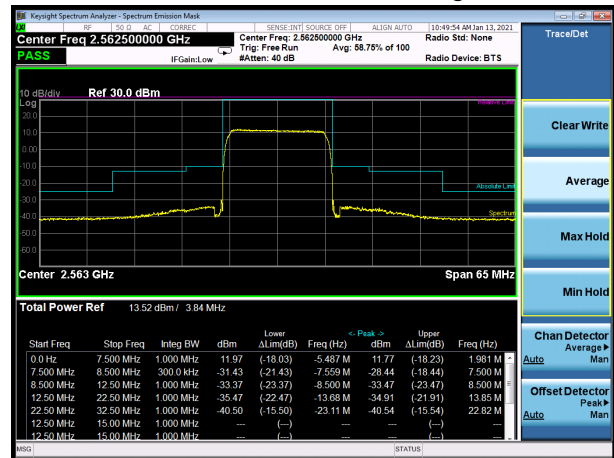 Keysight Spectrum Analyzer - Spectrum Emission Mask
RF 50 Ω AC CORREC SENSE:INT SOURCE OFF ALIGN AUTO 10:49:54 AM Jan 13, 2021
Center Freq 2.562500000 GHz
PASS
IFGain:Low
Center Freq: 2.562500000 GHz
Trig: Free Run Avg: 58.75% of 100
#Atten: 40 dB
Radio Std: None
Radio Device: BTS
10 dB/div Ref 30.0 dBm
Log
Relative Limit
20.0
10.0
0.00
-10.0
-20.0
Absolute Limit
-30.0
-40.0
Spectrum
-50.0
-60.0
Center 2.563 GHz Span 65 MHz
Total Power Ref 13.52 dBm / 3.84 MHz
Lower <- Peak -> Upper
Start Freq Stop Freq Integ BW dBm ΔLim(dB) Freq (Hz) dBm ΔLim(dB) Freq (Hz)
0.0 Hz 7.500 MHz 1.000 MHz 11.97 (-18.03) -5.487 M 11.77 (-18.23) 1.981 M
7.500 MHz 8.500 MHz 300.0 kHz -31.43 (-21.43) -7.559 M -28.44 (-18.44) 7.500 M
8.500 MHz 12.50 MHz 1.000 MHz -33.37 (-23.37) -8.500 M -33.47 (-23.47) 8.500 M
12.50 MHz 22.50 MHz 1.000 MHz -35.47 (-22.47) -13.68 M -34.91 (-21.91) 13.85 M
22.50 MHz 32.50 MHz 1.000 MHz -40.50 (-15.50) -23.11 M -40.54 (-15.54) 22.82 M
12.50 MHz 15.00 MHz 1.000 MHz --- (---) --- --- (---) ---
12.50 MHz 15.00 MHz 1.000 MHz --- (---) --- --- (---) ---
MSG STATUS
Trace/Det
Clear Write
Average
Max Hold
Min Hold
Chan Detector
Average
Auto Man
Offset Detector
Peak
Auto Man